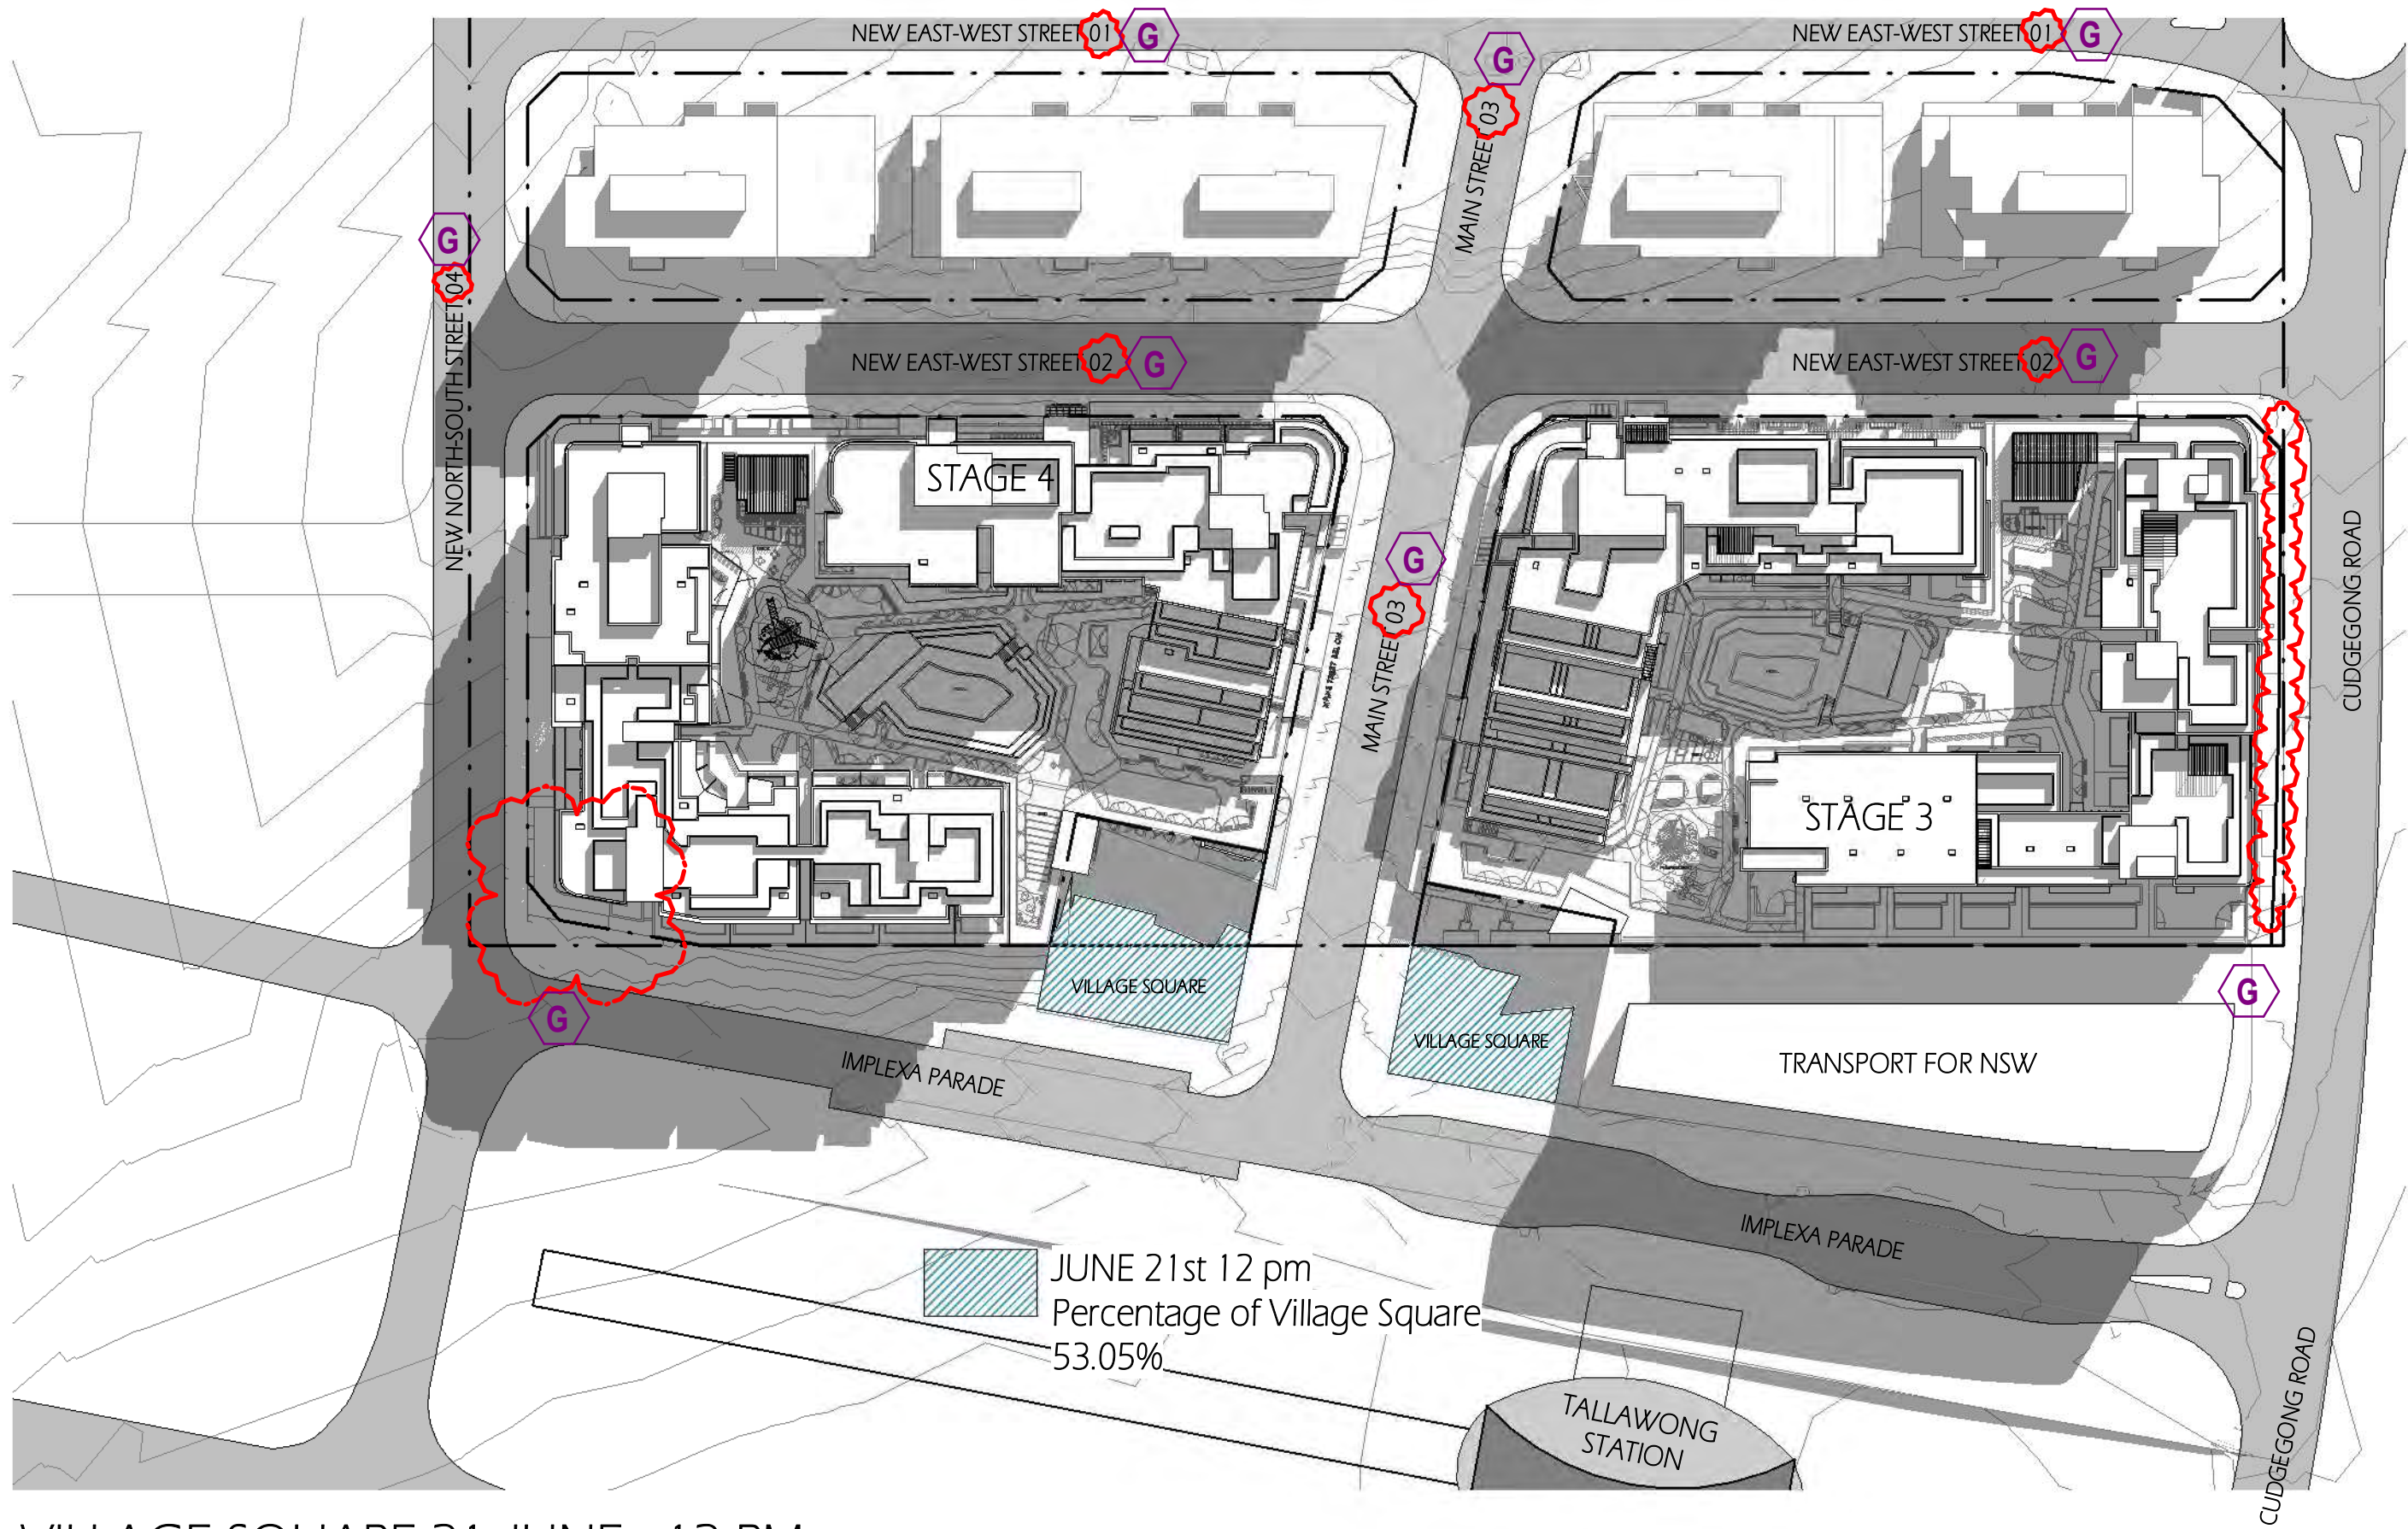 NEW EAST-WEST STREET 01
G
NEW EAST-WEST STREET 01
G
G
MAIN STREET 03
G
NEW NORTH-SOUTH STREET 04
NEW EAST-WEST STREET 02
G
NEW EAST-WEST STREET 02
G
STAGE 4
G
MAIN STREET 03
CUDGEGONG ROAD
STAGE 3
VILLAGE SQUARE
VILLAGE SQUARE
G
G
IMPLEXA PARADE
TRANSPORT FOR NSW
IMPLEXA PARADE
JUNE 21st 12 pm
Percentage of Village Square
53.05%
TALLAWONG
STATION
CUDGEGONG ROAD